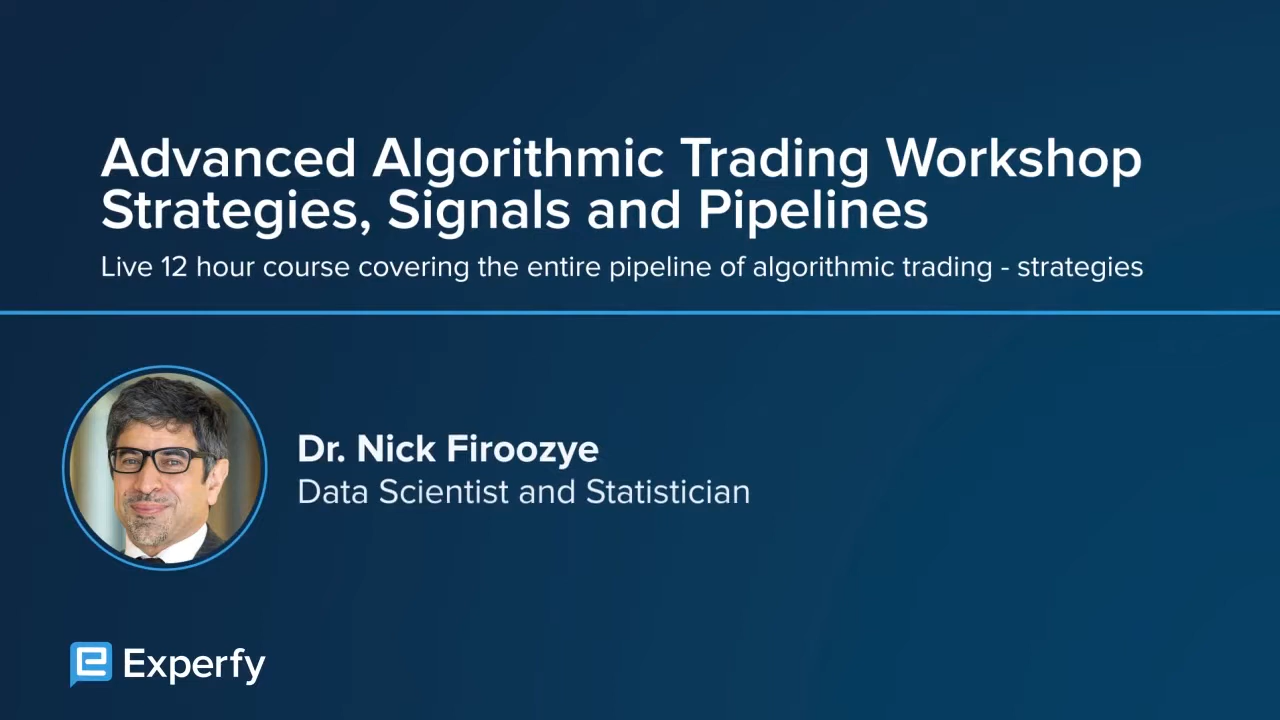 Advanced Algorithmic Trading Workshop
Strategies, Signals and Pipelines
Live 12 hour course covering the entire pipeline of algorithmic trading - strategies
Dr. Nick Firoozye
Data Scientist and Statistician
Experfy